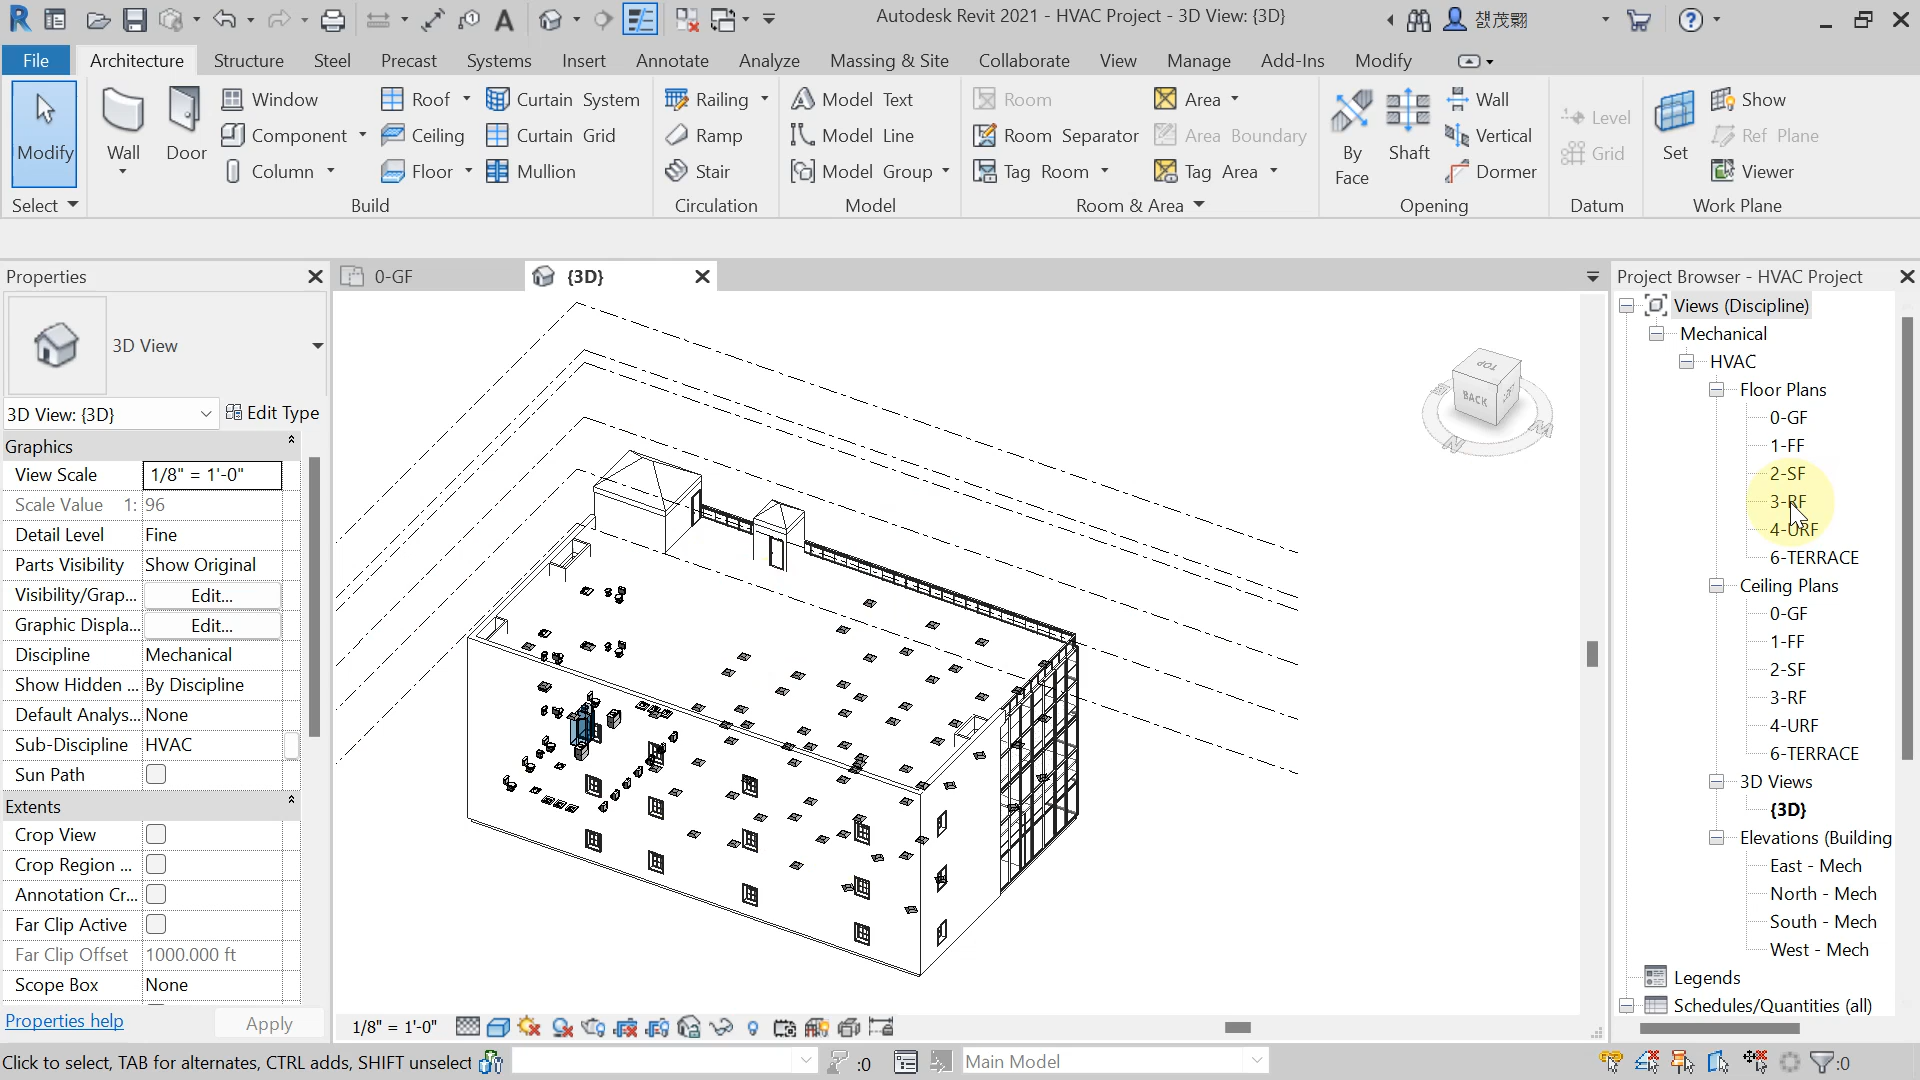 Autodesk Revit 2021 - HVAC Project - 3D View: {3D}
File Architecture Structure Steel Precast Systems Insert Annotate Analyze Massing & Site Collaborate View Manage Add-Ins Modify
Modify
Select
Wall
Door
Window
Component
Column
Roof
Ceiling
Floor
Curtain System
Curtain Grid
Mullion
Build
Railing
Ramp
Stair
Circulation
Model Text
Model Line
Model Group
Model
Room
Room Separator
Tag Room
Area
Area Boundary
Tag Area
Room & Area
By Face
Shaft
Wall
Vertical
Dormer
Opening
Level
Grid
Datum
Set
Show
Ref Plane
Viewer
Work Plane
Properties
3D View
3D View: {3D} Edit Type
Graphics
View Scale 1/8" = 1'-0"
Scale Value 1: 96
Detail Level Fine
Parts Visibility Show Original
Visibility/Grap... Edit...
Graphic Displa... Edit...
Discipline Mechanical
Show Hidden ... By Discipline
Default Analys... None
Sub-Discipline HVAC
Sun Path
Extents
Crop View
Crop Region ...
Annotation Cr...
Far Clip Active
Far Clip Offset 1000.000 ft
Scope Box None
Properties help Apply
0-GF {3D}
TOP
BACK
N
W
1/8" = 1'-0"
Project Browser - HVAC Project
Views (Discipline)
Mechanical
HVAC
Floor Plans
0-GF
1-FF
2-SF
3-RF
4-URF
6-TERRACE
Ceiling Plans
0-GF
1-FF
2-SF
3-RF
4-URF
6-TERRACE
3D Views
{3D}
Elevations (Building
East - Mech
North - Mech
South - Mech
West - Mech
Legends
Schedules/Quantities (all)
Click to select, TAB for alternates, CTRL adds, SHIFT unselect
:0
Main Model
:0